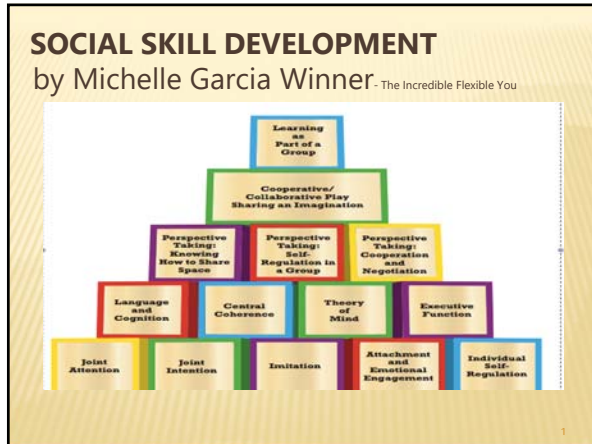 SOCIAL SKILL DEVELOPMENT
by Michelle Garcia Winner - The Incredible Flexible You
Learning
as
Part of a
Group
Cooperative/
Collaborative Play
Sharing an Imagination
Perspective
Taking:
Knowing
How to Share
Space
Perspective
Taking:
Self-
Regulation in
a Group
Perspective
Taking:
Cooperation
and
Negotiation
Language
and
Cognition
Central
Coherence
Theory
of
Mind
Executive
Function
Joint
Attention
Joint
Intention
Imitation
Attachment
and
Emotional
Engagement
Individual
Self-
Regulation
1